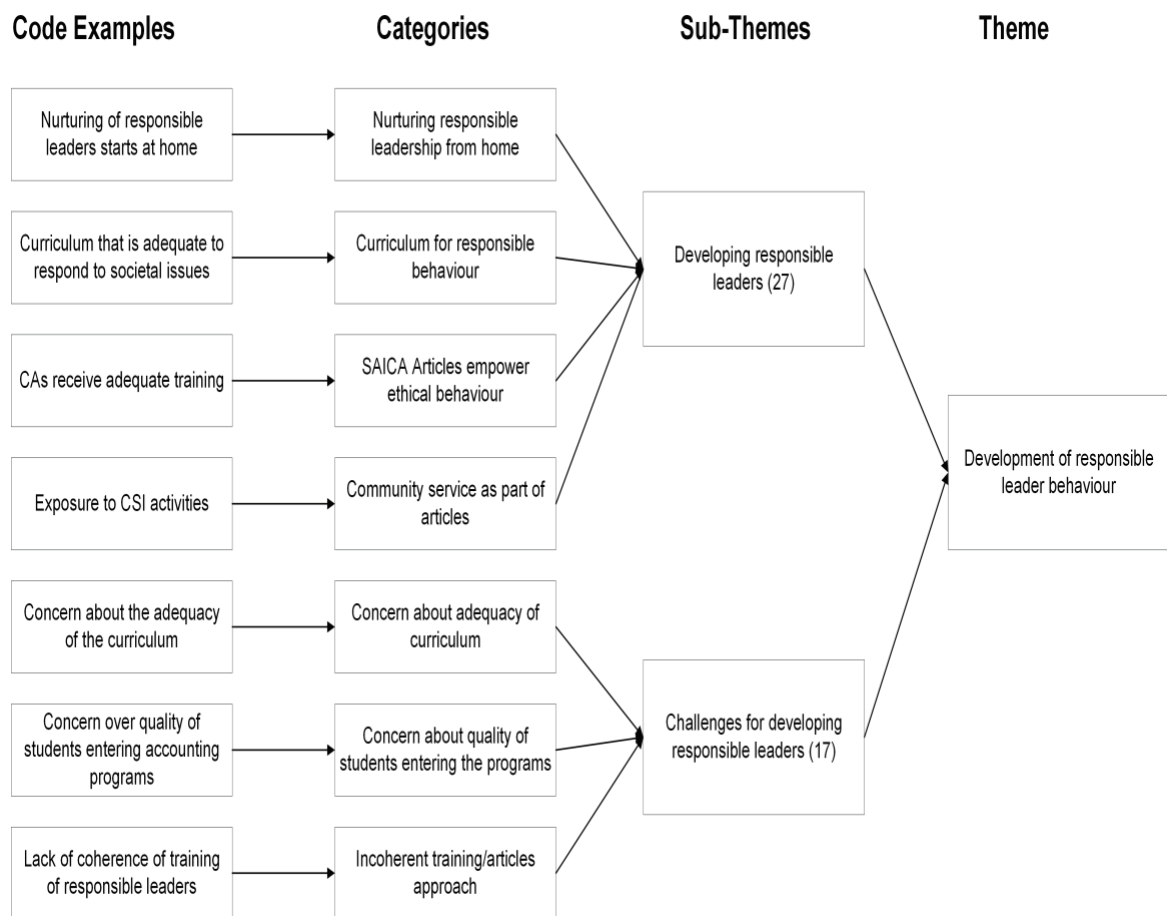 Code Examples
Categories
Sub-Themes
Theme
Nurturing of responsible
leaders starts at home
Nurturing responsible
leadership from home
Curriculum that is adequate to
respond to societal issues
Curriculum for responsible
behaviour
Developing responsible
leaders (27)
CAs receive adequate training
SAICA Articles empower
ethical behaviour
Exposure to CSI activities
Community service as part of
articles
Development of responsible
leader behaviour
Concern about the adequacy
of the curriculum
Concern about adequacy of
curriculum
Concern over quality of
students entering accounting
programs
Concern about quality of
students entering the programs
Challenges for developing
responsible leaders (17)
Lack of coherence of training
of responsible leaders
Incoherent training/articles
approach